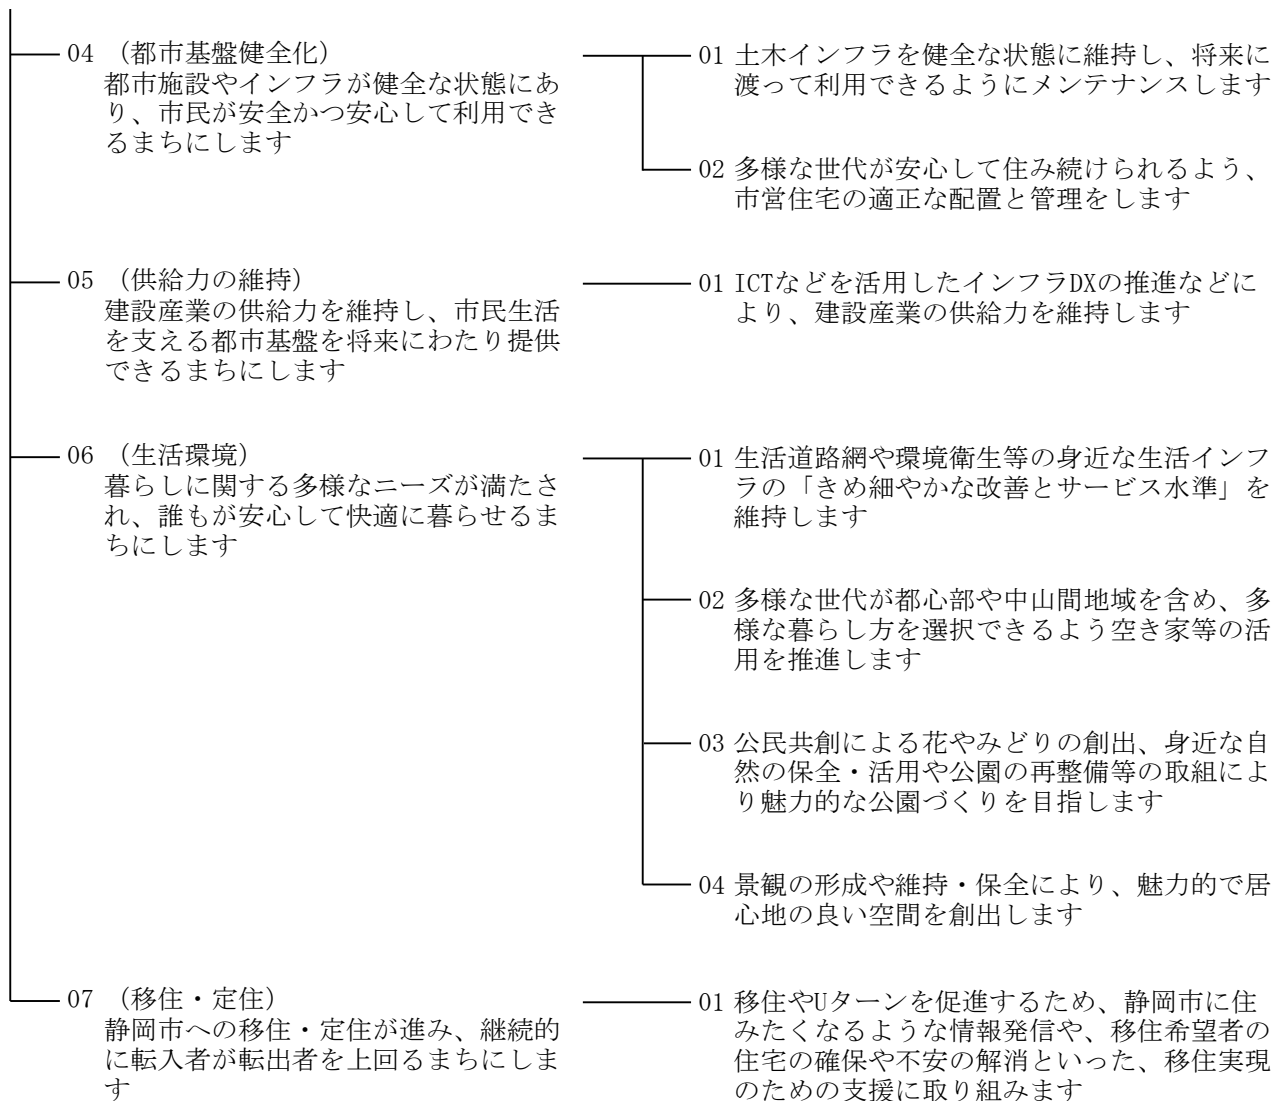 04 （都市基盤健全化）
都市施設やインフラが健全な状態にあ
り、市民が安全かつ安心して利用でき
るまちにします
01 土木インフラを健全な状態に維持し、将来に
渡って利用できるようにメンテナンスします
02 多様な世代が安心して住み続けられるよう、
市営住宅の適正な配置と管理をします
05 （供給力の維持）
建設産業の供給力を維持し、市民生活
を支える都市基盤を将来にわたり提供
できるまちにします
01 ICTなどを活用したインフラDXの推進などに
より、建設産業の供給力を維持します
06 （生活環境）
暮らしに関する多様なニーズが満たさ
れ、誰もが安心して快適に暮らせるま
ちにします
01 生活道路網や環境衛生等の身近な生活インフ
ラの「きめ細やかな改善とサービス水準」を
維持します
02 多様な世代が都心部や中山間地域を含め、多
様な暮らし方を選択できるよう空き家等の活
用を推進します
03 公民共創による花やみどりの創出、身近な自
然の保全・活用や公園の再整備等の取組によ
り魅力的な公園づくりを目指します
04 景観の形成や維持・保全により、魅力的で居
心地の良い空間を創出します
07 （移住・定住）
静岡市への移住・定住が進み、継続的
に転入者が転出者を上回るまちにしま
す
01 移住やUターンを促進するため、静岡市に住
みたくなるような情報発信や、移住希望者の
住宅の確保や不安の解消といった、移住実現
のための支援に取り組みます